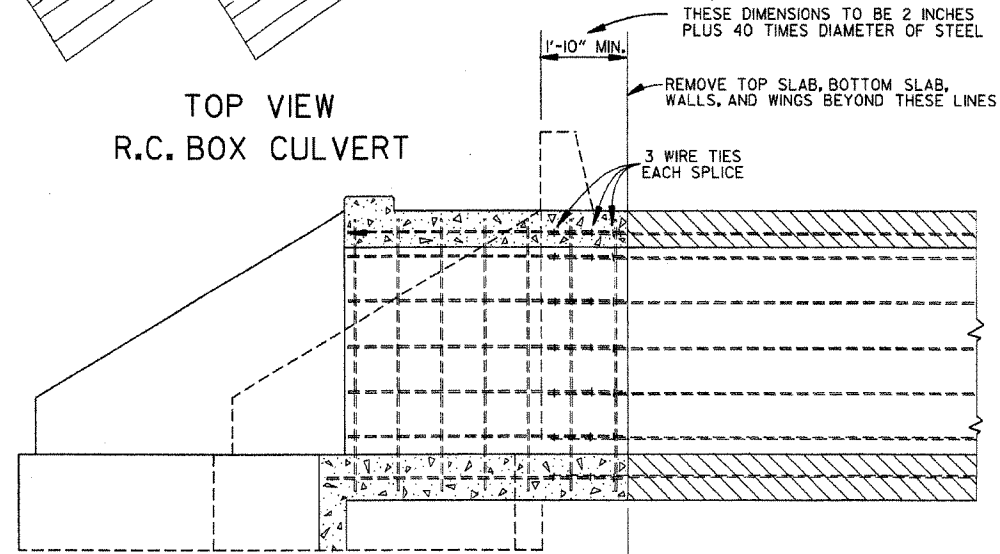 THESE DIMENSIONS TO BE 2 INCHES
PLUS 40 TIMES DIAMETER OF STEEL
1'-10" MIN.
REMOVE TOP SLAB, BOTTOM SLAB,
WALLS, AND WINGS BEYOND THESE LINES
TOP VIEW
R.C. BOX CULVERT
3 WIRE TIES
EACH SPLICE